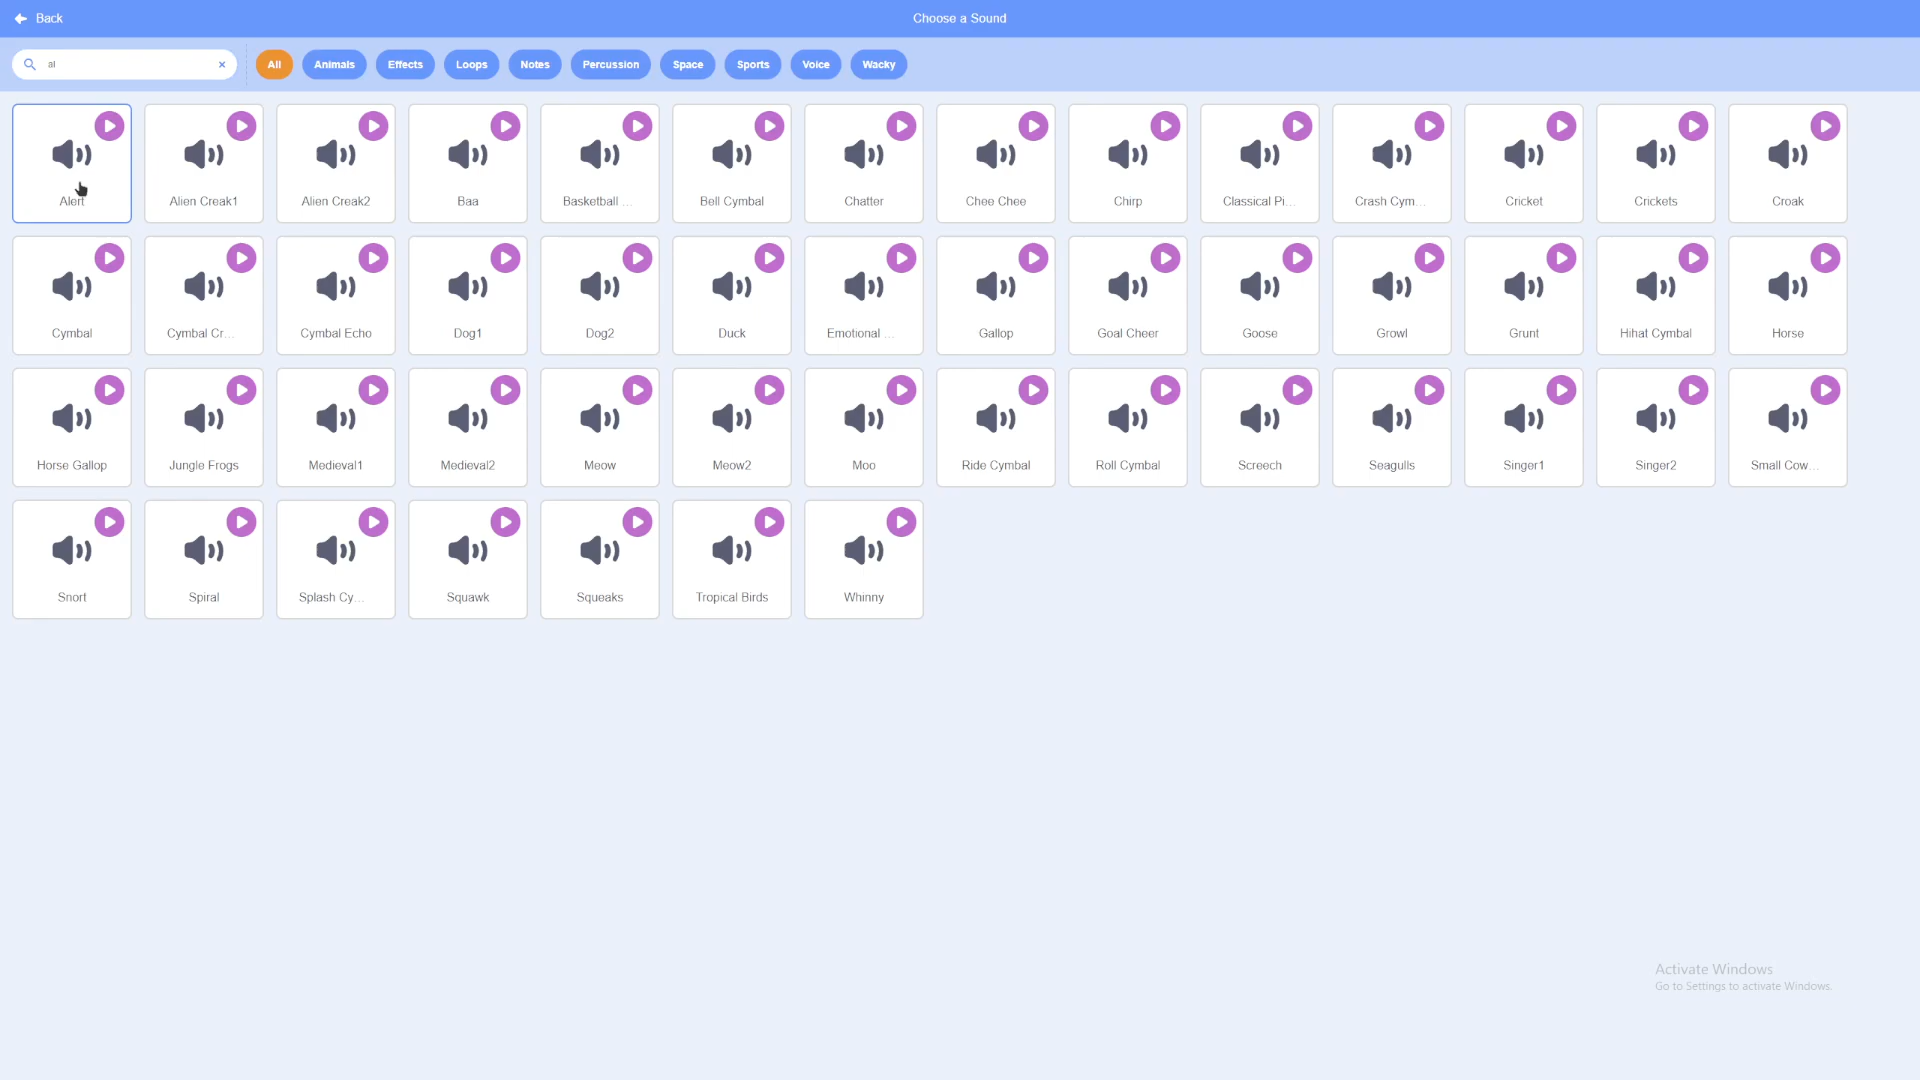 Back
Choose a Sound
al
All
Animals
Effects
Loops
Notes
Percussion
Space
Sports
Voice
Wacky
Alert
Alien Creak1
Alien Creak2
Baa
Basketball ...
Bell Cymbal
Chatter
Chee Chee
Chirp
Classical Pi...
Crash Cym...
Cricket
Crickets
Croak
Cymbal
Cymbal Cr...
Cymbal Echo
Dog1
Dog2
Duck
Emotional ...
Gallop
Goal Cheer
Goose
Growl
Grunt
Hihat Cymbal
Horse
Horse Gallop
Jungle Frogs
Medieval1
Medieval2
Meow
Meow2
Moo
Ride Cymbal
Roll Cymbal
Screech
Seagulls
Singer1
Singer2
Small Cow...
Snort
Spiral
Splash Cy...
Squawk
Squeaks
Tropical Birds
Whinny
Activate Windows
Go to Settings to activate Windows.